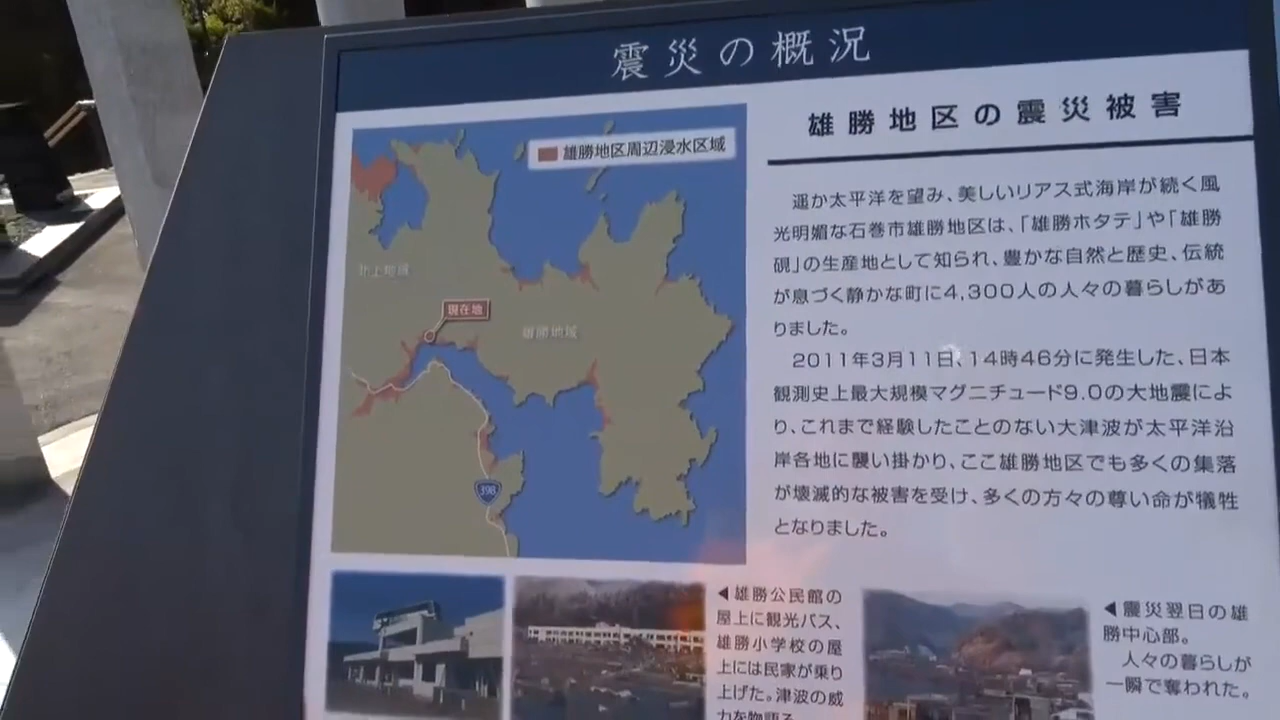 震災の概況
雄勝地区周辺浸水区域
北上地区
現在地
雄勝地域
398
雄勝地区の震災被害
遥か太平洋を望み、美しいリアス式海岸が続く風
光明媚な石巻市雄勝地区は、「雄勝ホタテ」や「雄勝
硯」の生産地として知られ、豊かな自然と歴史、伝統
が息づく静かな町に4,300人の人々の暮らしがあ
りました。
2011年3月11日、14時46分に発生した、日本
観測史上最大規模マグニチュード9.0の大地震によ
り、これまで経験したことのない大津波が太平洋沿
岸各地に襲い掛かり、ここ雄勝地区でも多くの集落
が壊滅的な被害を受け、多くの方々の尊い命が犠牲
となりました。
◀雄勝公民館の
屋上に観光バス、
雄勝小学校の屋
上には民家が乗り
上げた。津波の威
力を物語る
◀震災翌日の雄
勝中心部。
人々の暮らしが
一瞬で奪われた。